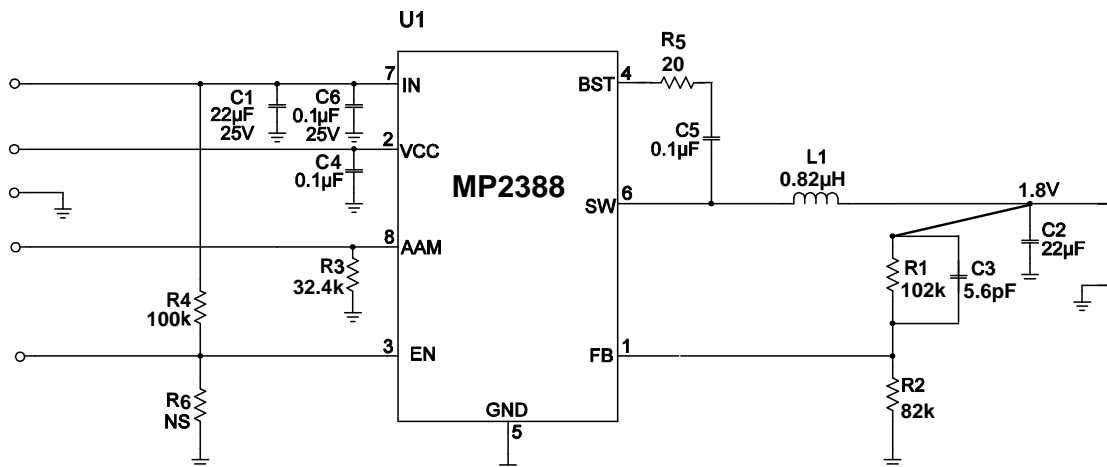 U1
MP2388
7 IN
2 VCC
8 AAM
3 EN
GND
5
BST 4
SW 6
FB 1
C1
22µF
25V
C6
0.1µF
25V
C4
0.1µF
R3
32.4k
R4
100k
R6
NS
R5
20
C5
0.1µF
L1
0.82µH
1.8V
C2
22µF
R1
102k
C3
5.6pF
R2
82k